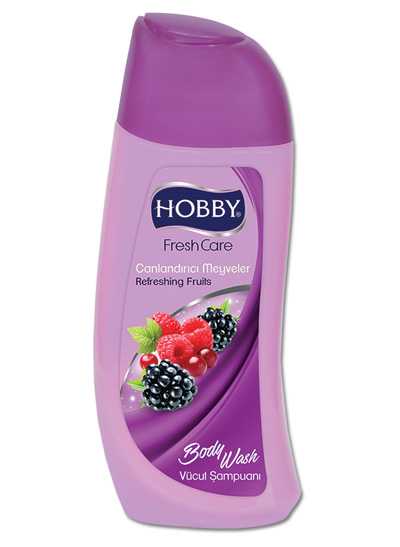 HOBBY®
Fresh Care
Canlandırıcı Meyveler
Refreshing Fruits
Body Wash
Vücut Şampuanı